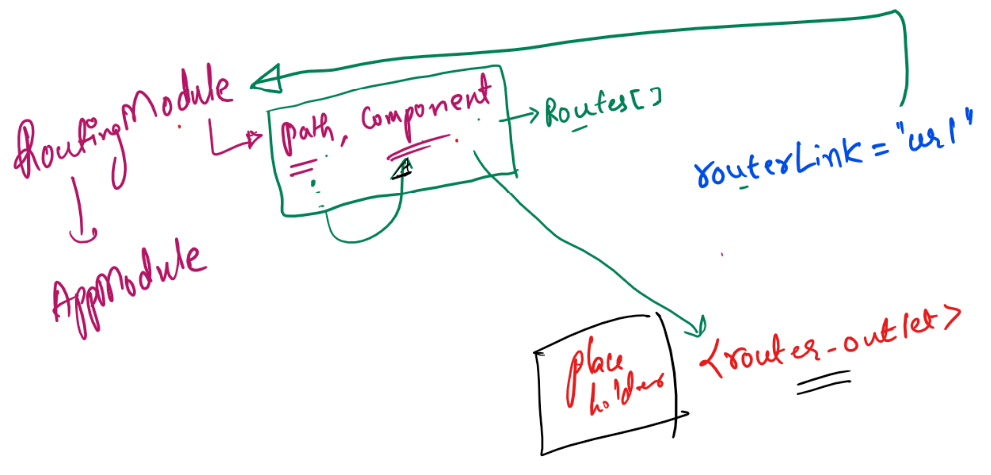 RoutingModule
path, Component
Routes[]
routerLink = "url"
AppModule
place
holder
<router-outlet>